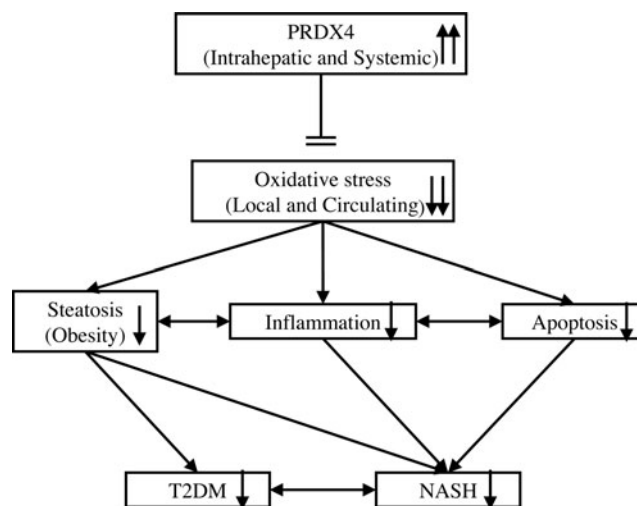 PRDX4
(Intrahepatic and Systemic)
Oxidative stress
(Local and Circulating)
Steatosis
(Obesity)
Inflammation
Apoptosis
T2DM
NASH